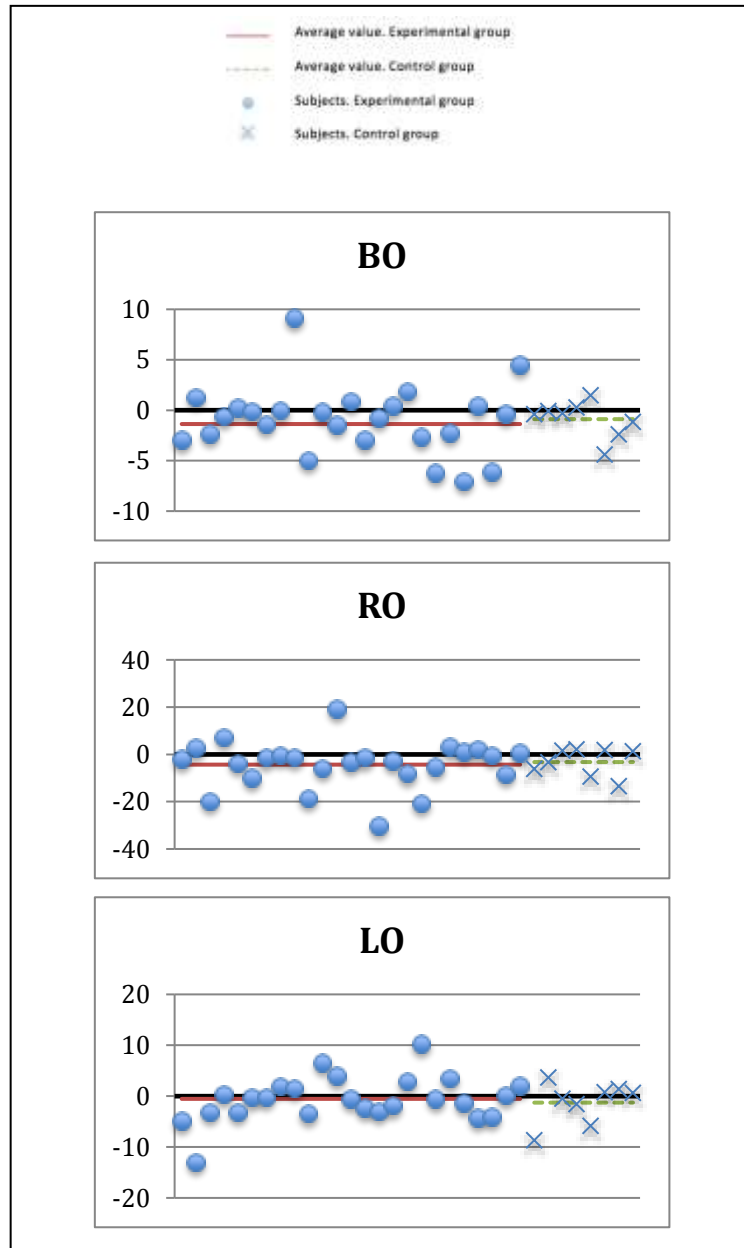 Average value. Experimental group
Average value. Control group
Subjects. Experimental group
Subjects. Control group
BO
10
5
0
-5
-10
RO
40
20
0
-20
-40
LO
20
10
0
-10
-20